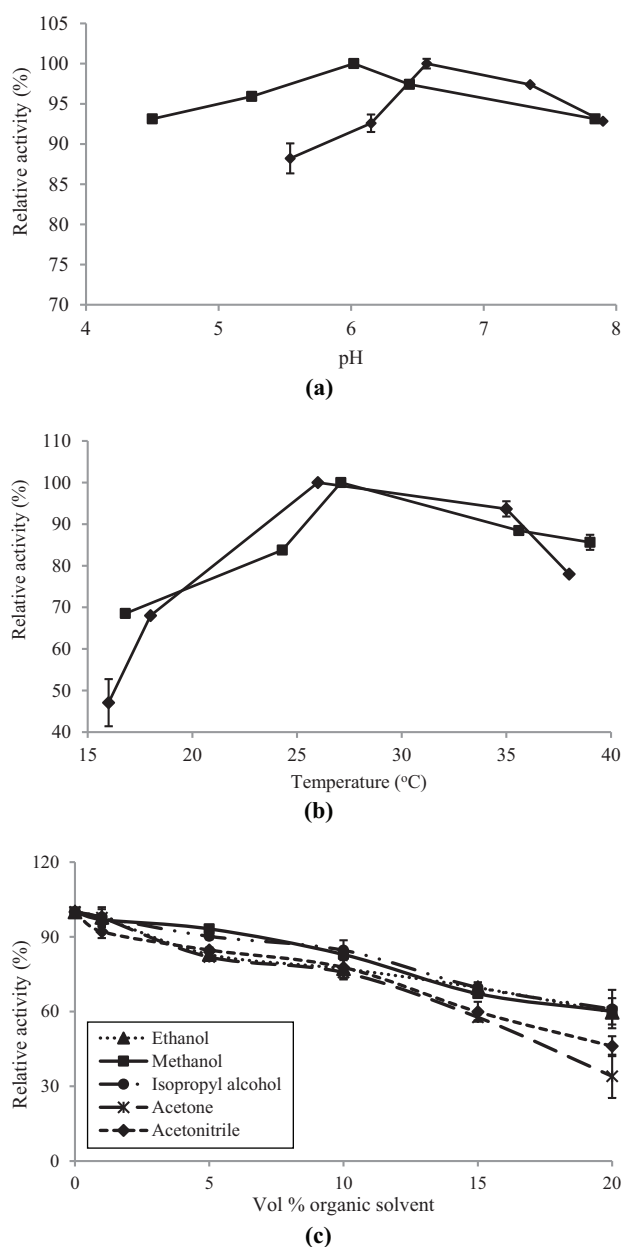 Relative activity (%)
100
95
90
85
80
75
70
4 5 6 7 8
pH
(a)
Relative activity (%)
110
100
90
80
70
60
50
40
15 20 25 30 35 40
Temperature (°C)
(b)
Relative activity (%)
120
90
60
30
0
Ethanol
Methanol
Isopropyl alcohol
Acetone
Acetonitrile
0 5 10 15 20
Vol % organic solvent
(c)